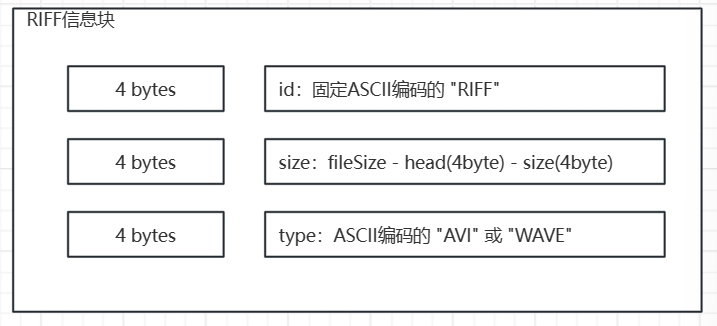 RIFF信息块
4 bytes
id：固定ASCII编码的 "RIFF"
4 bytes
size：fileSize - head(4byte) - size(4byte)
4 bytes
type：ASCII编码的 "AVI" 或 "WAVE"